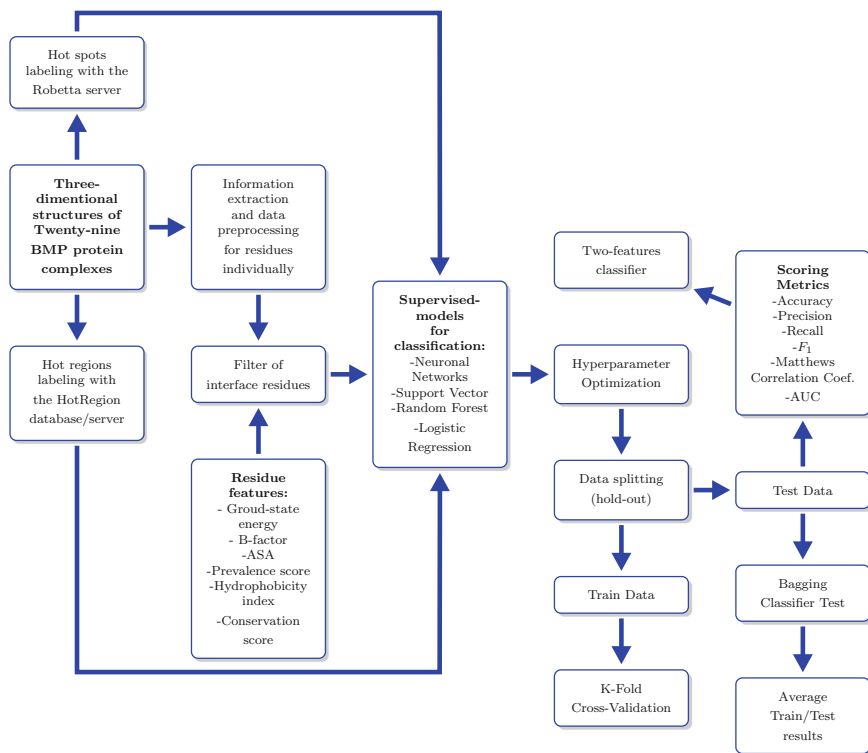 Hot spots
labeling with the
Robetta server
Three-
dimentional
structures of
Twenty-nine
BMP protein
complexes
Information
extraction
and data
preprocessing
for residues
individually
Hot regions
labeling with
the HotRegion
database/server
Filter of
interface residues
Residue
features:
- Groud-state
energy
- B-factor
-ASA
-Prevalence score
-Hydrophobicity
index
-Conservation
score
Supervised-
models
for
classification:
-Neuronal
Networks
-Support Vector
-Random Forest
-Logistic
Regression
Two-features
classifier
Hyperparameter
Optimization
Data splitting
(hold-out)
Train Data
K-Fold
Cross-Validation
Scoring
Metrics
-Accuracy
-Precision
-Recall
-F₁
-Matthews
Correlation Coef.
-AUC
Test Data
Bagging
Classifier Test
Average
Train/Test
results